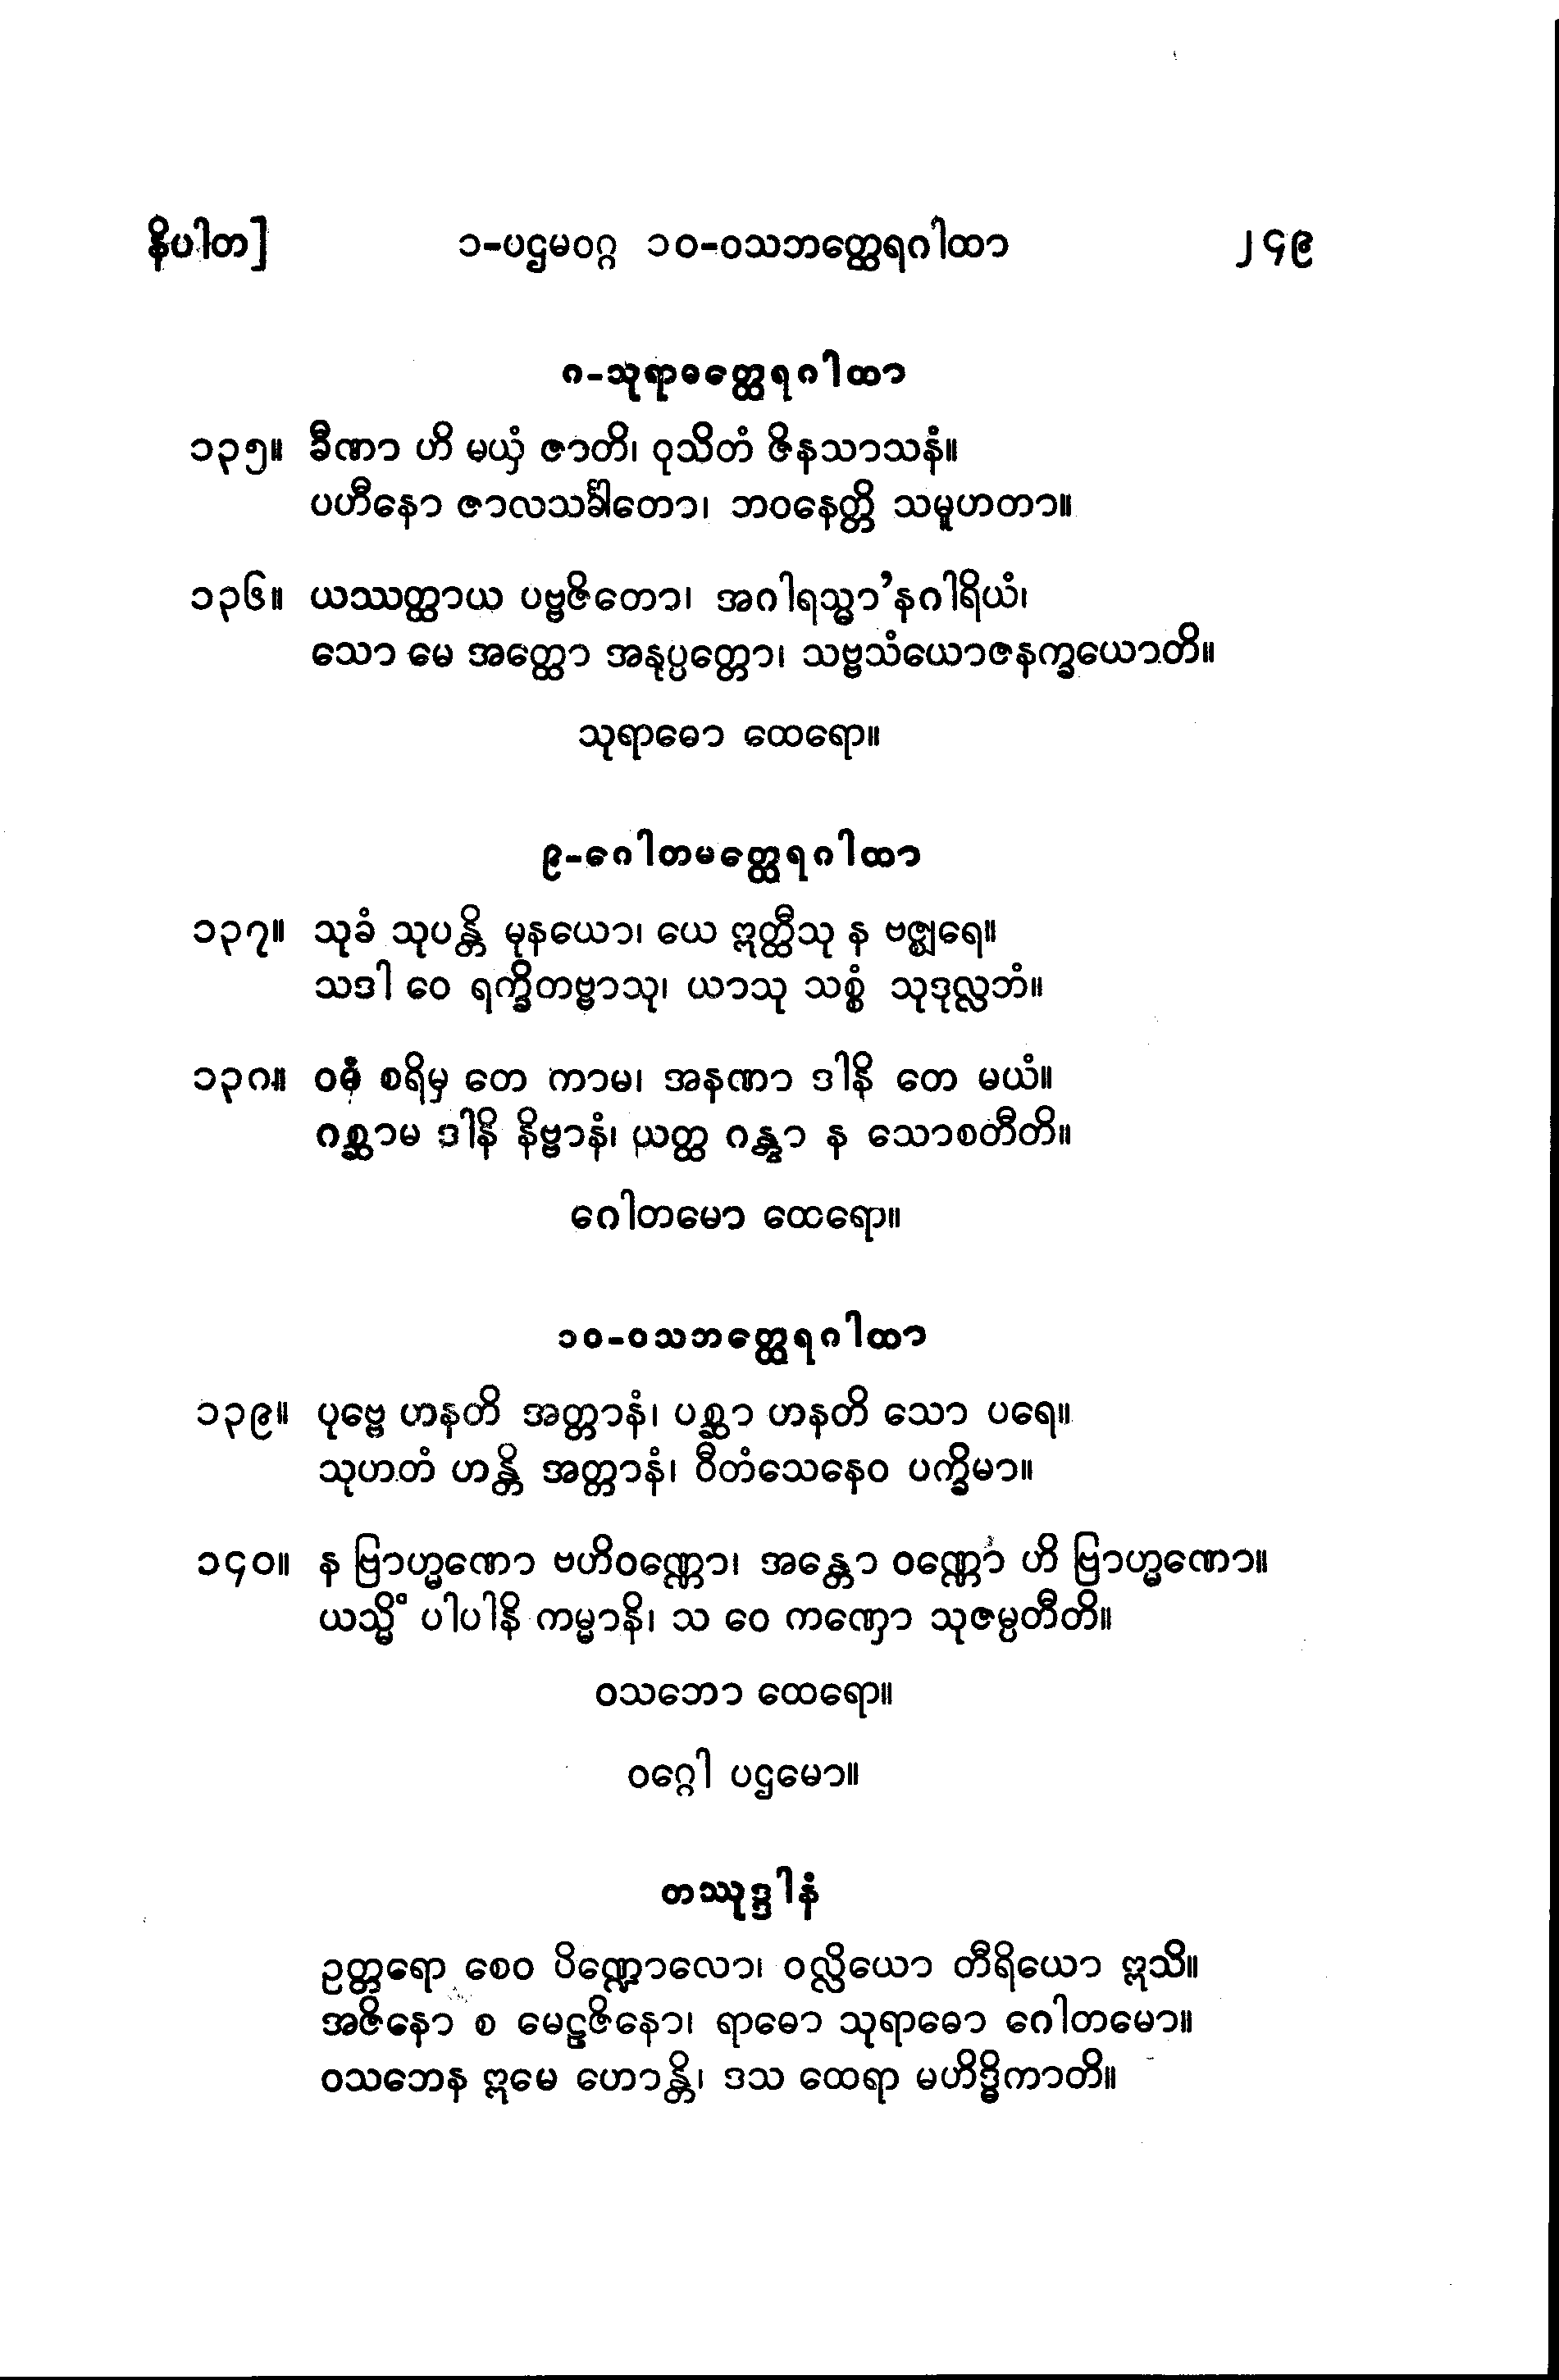 နိပါတ] ၁-ပဌမဝဂ္ဂ ၁၀-ဝသဘတ္ထေရဂါထာ ၂၄၉
၈-သုရာဓတ္ထေရဂါထာ
၁၃၅။ ခီဏာ ဟိ မယှံ ဇာတိ၊ ဝုသိတံ ဇိနသာသနံ။
ပဟီနော ဇာလသင်္ခါတော၊ ဘဝနေတ္တိ သမူဟတာ။
၁၃၆။ ယဿတ္ထာယ ပဗ္ဗဇိတော၊ အဂါရသ္မာ’နဂါရိယံ၊
သော မေ အတ္ထော အနုပ္ပတ္တော၊ သဗ္ဗသံယောဇနက္ခယောတိ။
သုရာဓော ထေရော။
၉-ဂေါတမတ္ထေရဂါထာ
၁၃၇။ သုခံ သုပန္တိ မုနယော၊ ယေ ဣတ္ထီသု န ဗဇ္ဈရေ။
သဒါ ဝေ ရက္ခိတဗ္ဗာသု၊ ယာသု သစ္စံ သုဒုလ္လဘံ။
၁၃၈။ ဝဓံ စရိမှ တေ ကာမ၊ အနဏာ ဒါနိ တေ မယံ။
ဂစ္ဆာမ ဒါနိ နိဗ္ဗာနံ၊ ယတ္ထ ဂန္တွာ န သောစတီတိ။
ဂေါတမော ထေရော။
၁၀-ဝသဘတ္ထေရဂါထာ
၁၃၉။ ပုဗ္ဗေ ဟနတိ အတ္တာနံ၊ ပစ္ဆာ ဟနတိ သော ပရေ။
သုဟတံ ဟန္တိ အတ္တာနံ၊ ဝီတံသေနေဝ ပက္ခိမာ။
၁၄၀။ န ဗြာဟ္မဏော ဗဟိဝဏ္ဏော၊ အန္တော ဝဏ္ဏော ဟိ ဗြာဟ္မဏော။
ယသ္မိံ ပါပါနိ ကမ္မာနိ၊ သ ဝေ ကဏှော သုဇမ္ပတီတိ။
ဝသဘော ထေရော။
ဝဂ္ဂေါ ပဌမော။
တဿုဒ္ဒါနံ
ဥတ္တရော စေဝ ပိဏ္ဍောလော၊ ဝလ္လိယော တီရိယော ဣသိ။
အဇိနော စ မေဠဇိနော၊ ရာဓော သုရာဓော ဂေါတမော။
ဝသဘေန ဣမေ ဟောန္တိ၊ ဒသ ထေရာ မဟိဒ္ဓိကာတိ။